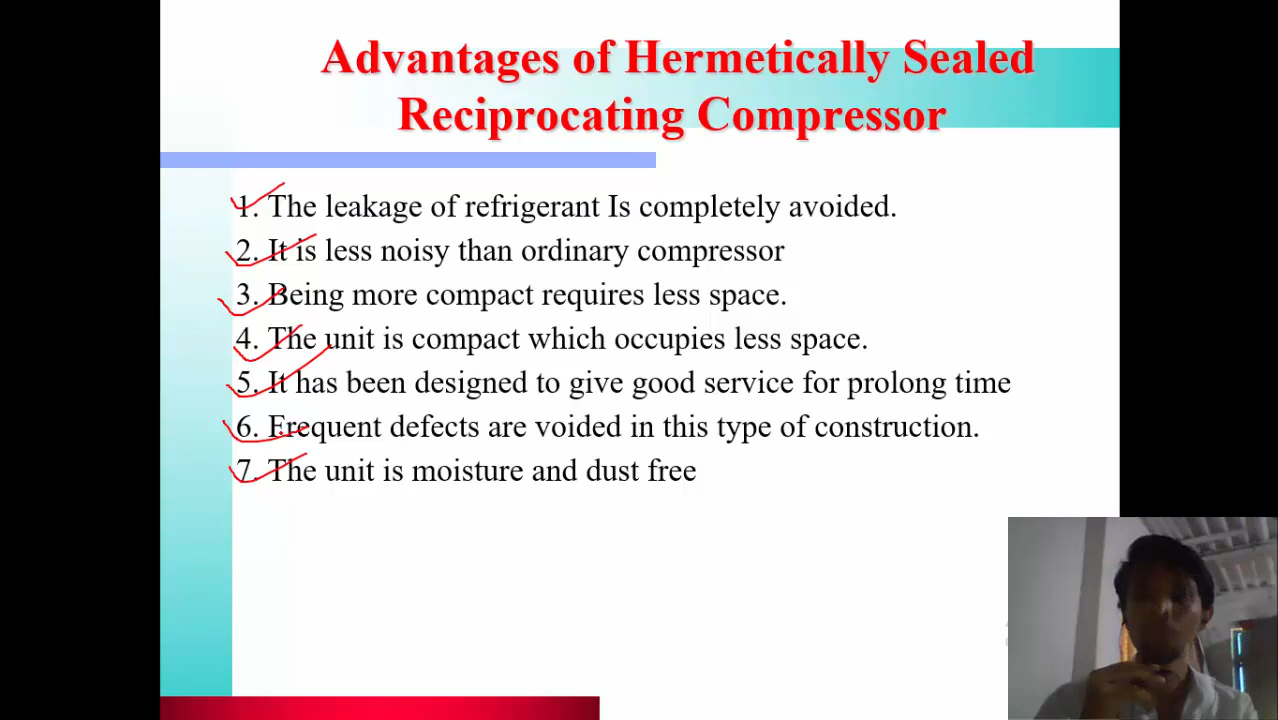 Advantages of Hermetically Sealed
Reciprocating Compressor
1. The leakage of refrigerant Is completely avoided.
2. It is less noisy than ordinary compressor
3. Being more compact requires less space.
4. The unit is compact which occupies less space.
5. It has been designed to give good service for prolong time
6. Frequent defects are voided in this type of construction.
7. The unit is moisture and dust free